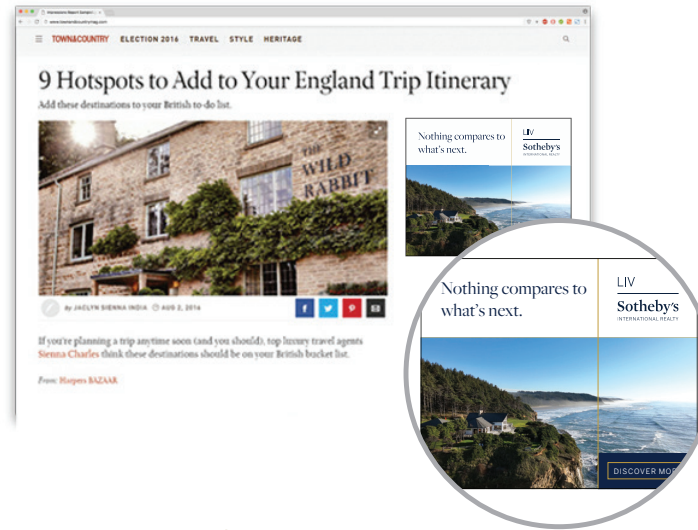 www.townandcountrymag.com
TOWN&COUNTRY ELECTION 2016 TRAVEL STYLE HERITAGE
9 Hotspots to Add to Your England Trip Itinerary
Add these destinations to your British to-do list.
THE
WILD
RABBIT
By JACLYN SIENNA INDIA AUG 2, 2016
If you're planning a trip anytime soon (and you should), top luxury travel agents
Sienna Charles think these destinations should be on your British bucket list.
From: Harpers BAZAAR
Nothing compares to
what's next.
LIV
Sotheby's
INTERNATIONAL REALTY
Nothing compares to
what's next.
LIV
Sotheby's
INTERNATIONAL REALTY
DISCOVER MOR